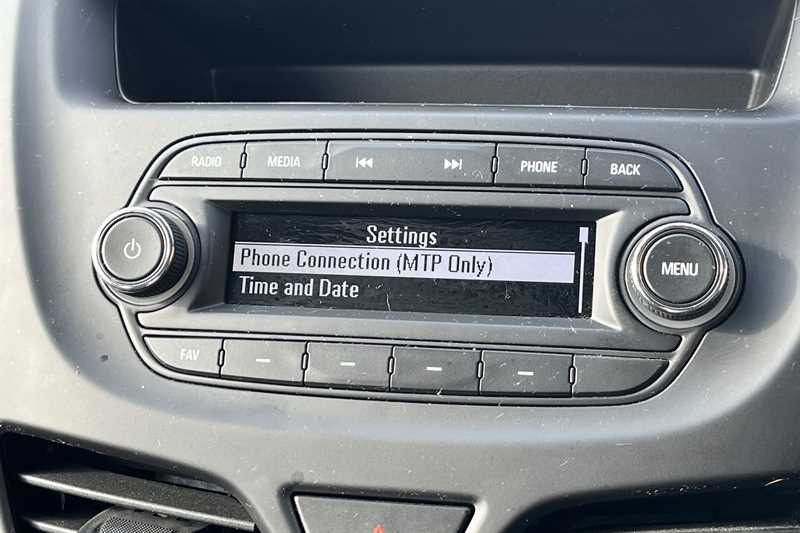 RADIO MEDIA PHONE BACK
Settings
Phone Connection (MTP Only)
Time and Date
MENU
FAV